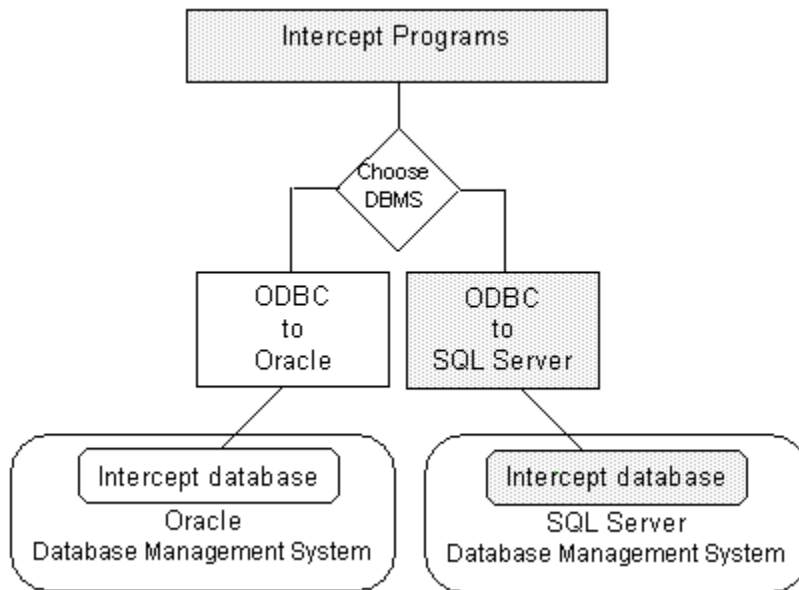 Intercept Programs
Choose
DBMS
ODBC
to
Oracle
ODBC
to
SQL Server
Intercept database
Oracle
Database Management System
Intercept database
SQL Server
Database Management System